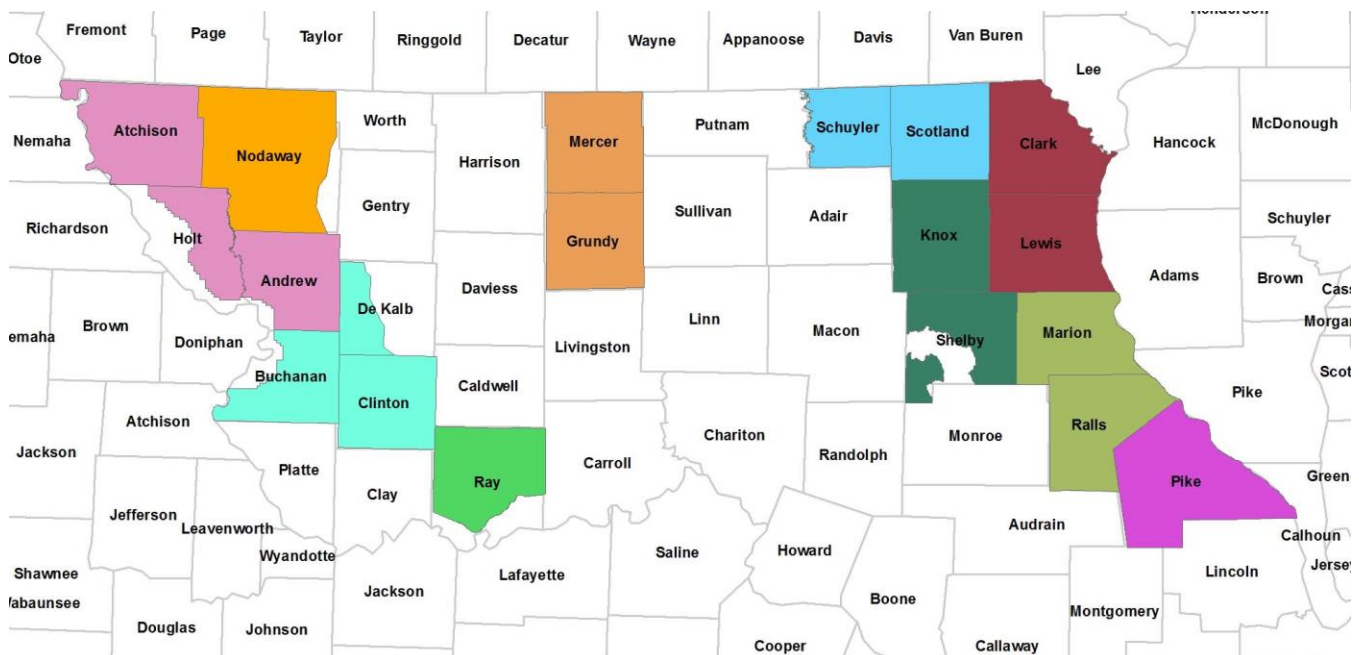 Fremont
Page
Taylor
Ringgold
Decatur
Wayne
Appanoose
Davis
Van Buren
Otoe
Lee
Nemaha
Atchison
Nodaway
Worth
Harrison
Mercer
Putnam
Schuyler
Scotland
Clark
Hancock
McDonough
Richardson
Holt
Gentry
Grundy
Sullivan
Adair
Knox
Lewis
Adams
Schuyler
Brown
Cass
Andrew
De Kalb
Daviess
Brown
Doniphan
Linn
Macon
Shelby
Marion
Morgan
emaha
Livingston
Buchanan
Clinton
Caldwell
Pike
Scot
Atchison
Chariton
Ralls
Jackson
Platte
Clay
Ray
Carroll
Randolph
Monroe
Pike
Green
Jefferson
Leavenworth
Wyandotte
Audrain
Calhoun
Saline
Howard
Shawnee
Lafayette
Jackson
Lincoln
Jersey
Wabaunsee
Boone
Montgomery
Douglas
Johnson
Cooper
Callaway